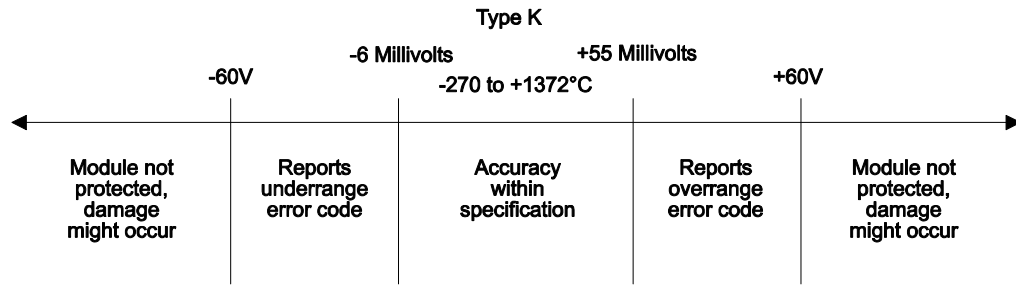 Type K
-6 Millivolts
+55 Millivolts
-60V
-270 to +1372°C
+60V
Module not
protected,
damage
might occur
Reports
underrange
error code
Accuracy
within
specification
Reports
overrange
error code
Module not
protected,
damage
might occur